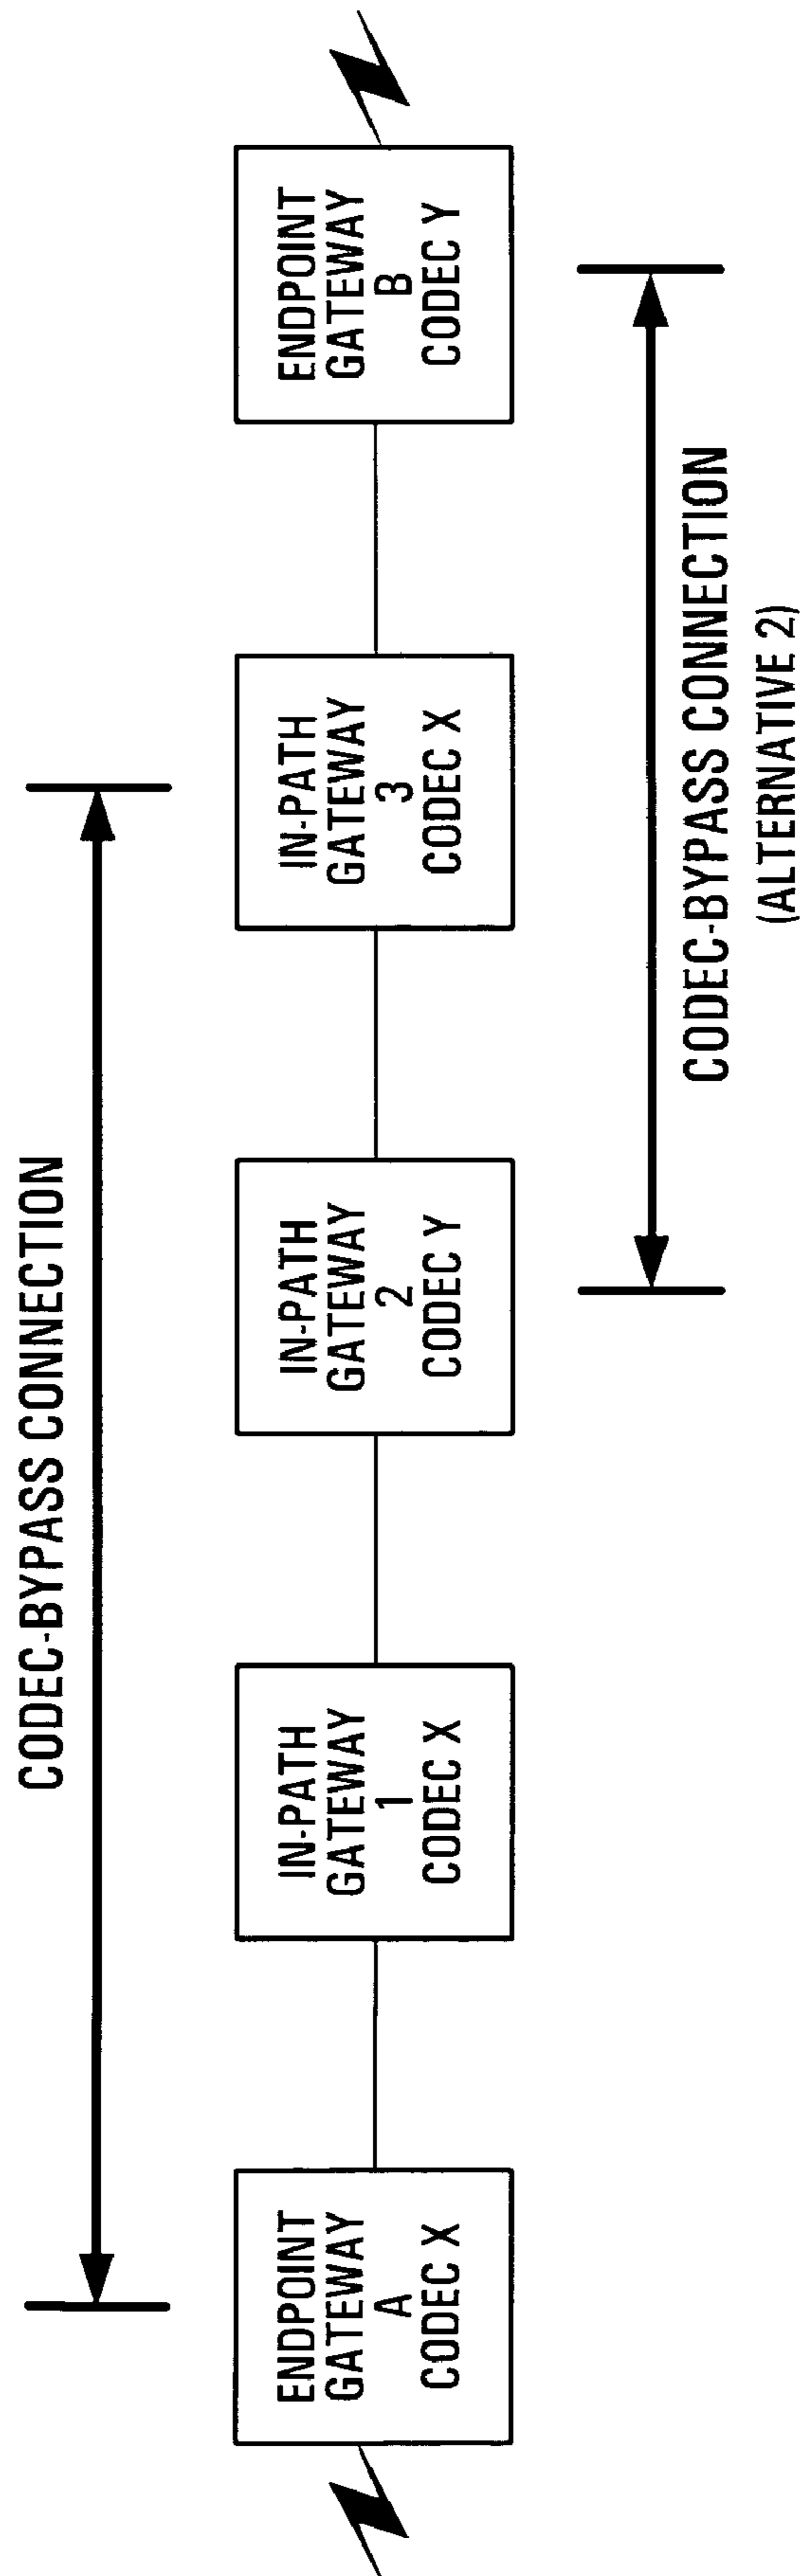 CODEC-BYPASS CONNECTION
ENDPOINT
GATEWAY
A
CODEC X
IN-PATH
GATEWAY
1
CODEC X
IN-PATH
GATEWAY
2
CODEC Y
IN-PATH
GATEWAY
3
CODEC X
ENDPOINT
GATEWAY
B
CODEC Y
CODEC-BYPASS CONNECTION
(ALTERNATIVE 2)